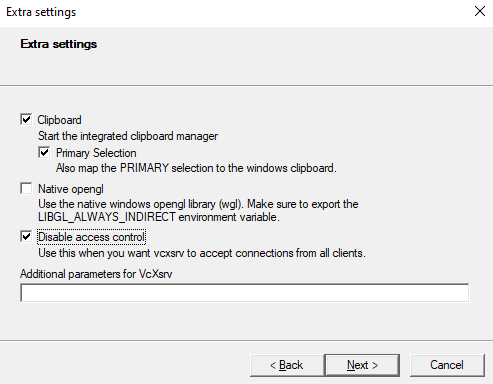 Extra settings
Extra settings
Clipboard
Start the integrated clipboard manager
Primary Selection
Also map the PRIMARY selection to the windows clipboard.
Native opengl
Use the native windows opengl library (wgl). Make sure to export the
LIBGL_ALWAYS_INDIRECT environment variable.
Disable access control
Use this when you want vcxsrv to accept connections from all clients.
Additional parameters for VcXsrv
< Back
Next >
Cancel